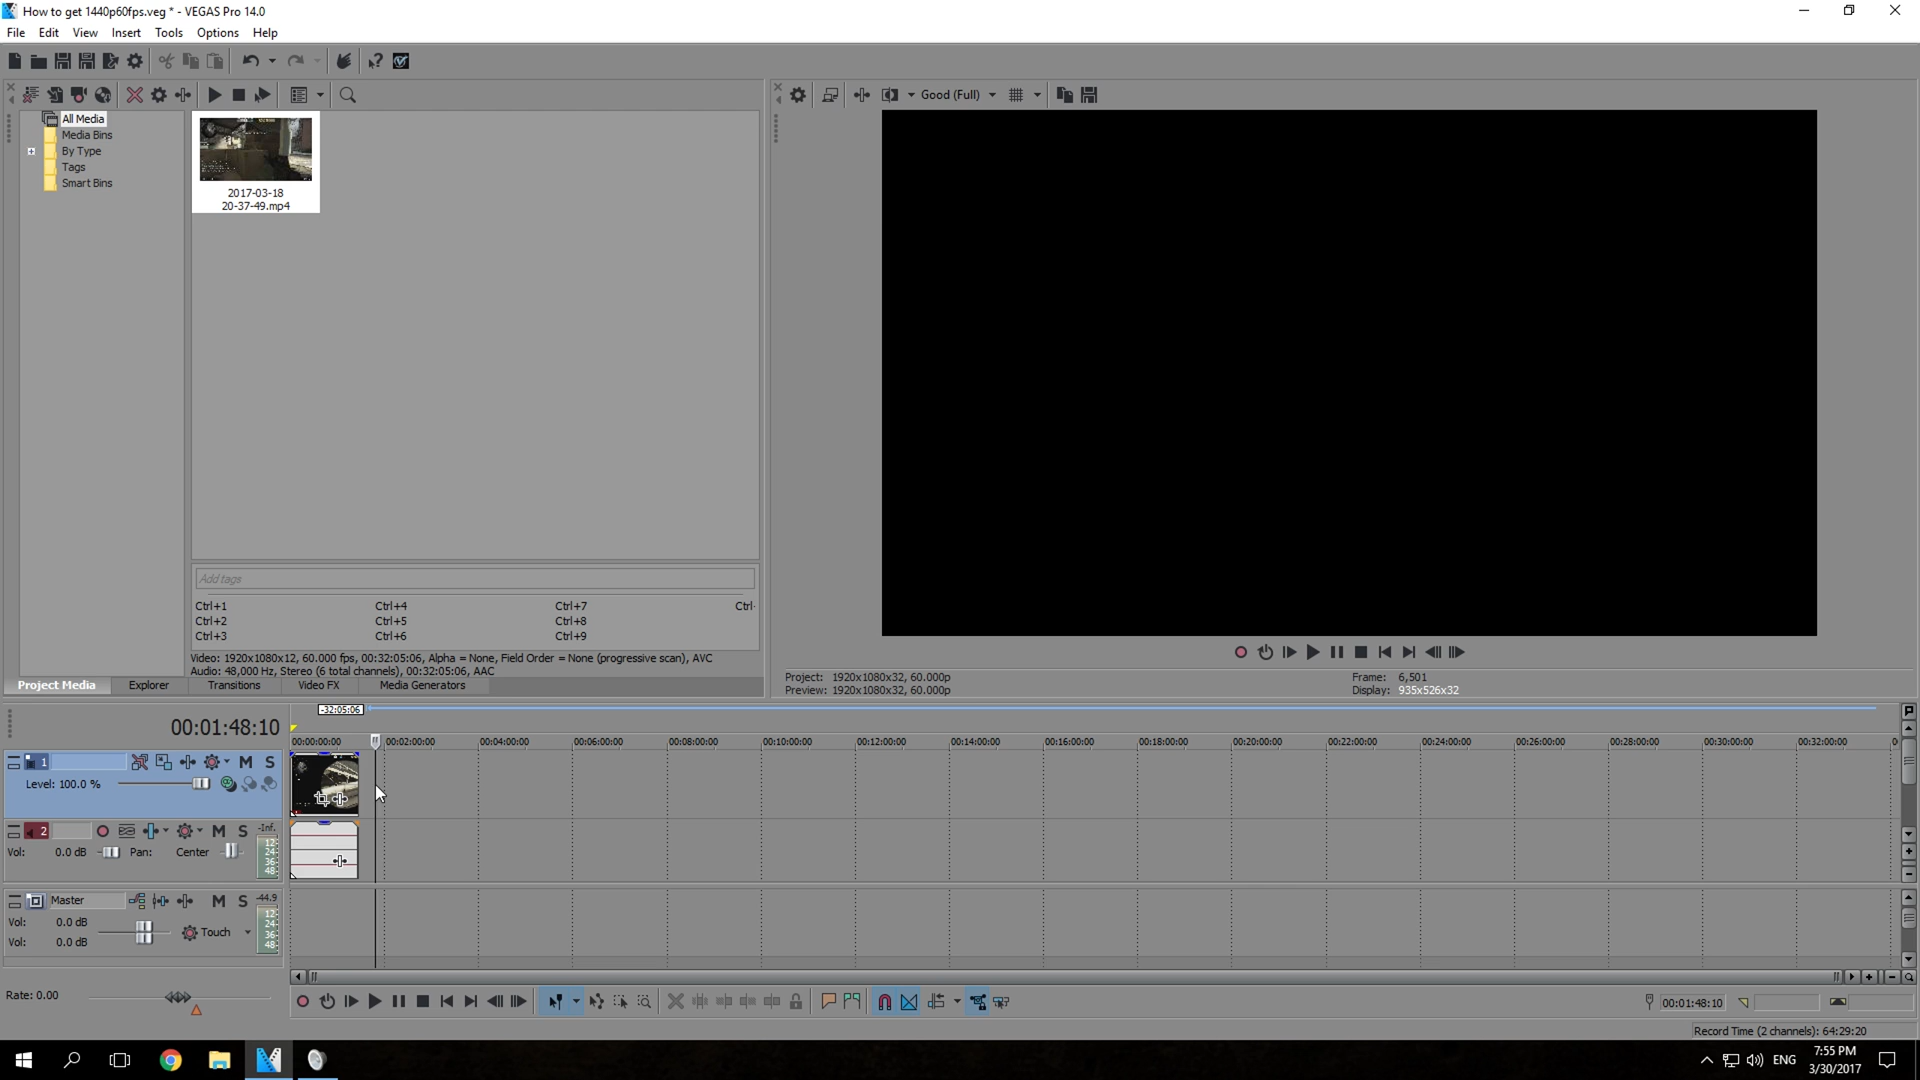 How to get 1440p60fps.veg * - VEGAS Pro 14.0
File Edit View Insert Tools Options Help
Good (Full)
All Media
Media Bins
By Type
Tags
Smart Bins
2017-03-18
20-37-49.mp4
Add tags
Ctrl+1 Ctrl+4 Ctrl+7 Ctrl
Ctrl+2 Ctrl+5 Ctrl+8
Ctrl+3 Ctrl+6 Ctrl+9
Video: 1920x1080x12, 60.000 fps, 00:32:05:06, Alpha = None, Field Order = None (progressive scan), AVC
Audio: 48,000 Hz, Stereo (6 total channels), 00:32:05:06, AAC
Project Media Explorer Transitions Video FX Media Generators
Project: 1920x1080x32, 60.000p
Preview: 1920x1080x32, 60.000p
Frame: 6,501
Display: 935x526x32
00:01:48:10
-32:05:06
00:00:00:00 00:02:00:00 00:04:00:00 00:06:00:00 00:08:00:00 00:10:00:00 00:12:00:00 00:14:00:00 00:16:00:00 00:18:00:00 00:20:00:00 00:22:00:00 00:24:00:00 00:26:00:00 00:28:00:00 00:30:00:00 00:32:00:00
1 M S
Level: 100.0 %
2 M S -Inf.
Vol: 0.0 dB Pan: Center
12
24
36
48
Master M S -44.9
Vol: 0.0 dB
Touch
Vol: 0.0 dB
12
24
36
48
Rate: 0.00
00:01:48:10
Record Time (2 channels): 64:29:20
ENG
7:55 PM
3/30/2017